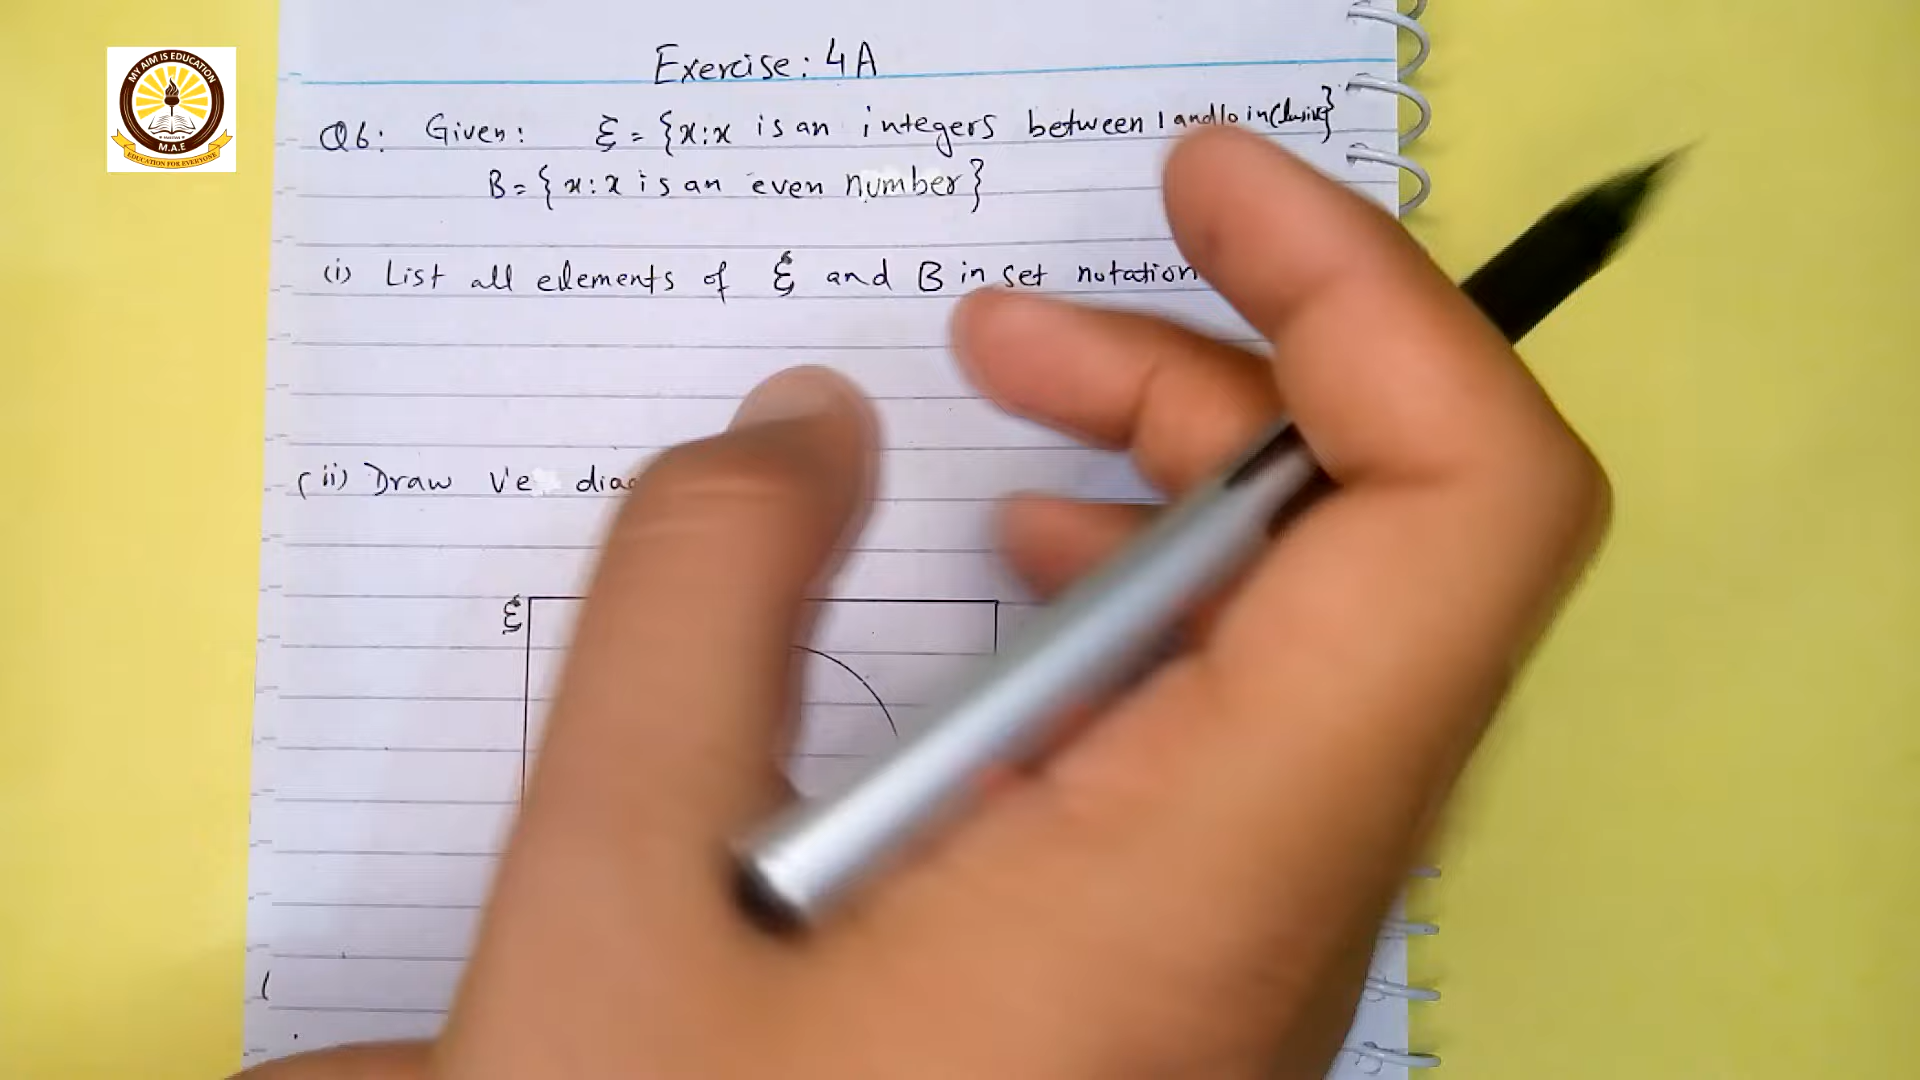 MY AIM IS EDUCATION
M.A.E
EDUCATION FOR EVERYONE
Exercise: 4A
Q6: Given: ξ = {x:x is an integers between 1 and 10 inclusive}
B = {x:x is an even number}
(i) List all elements of ξ and B in set notation
(ii) Draw Ve diag
ξ
(